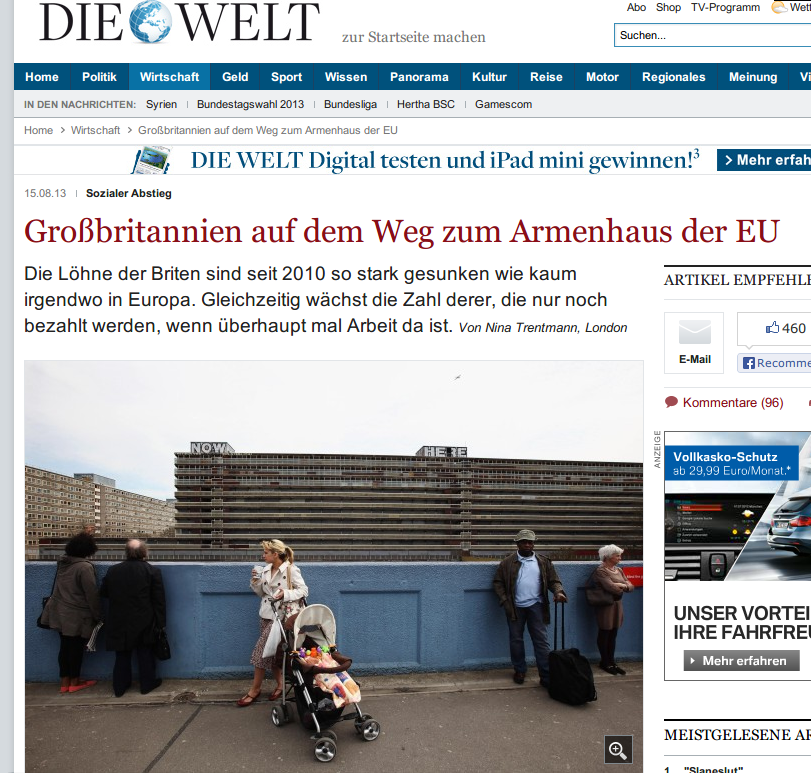 DIE WELT
zur Startseite machen
Abo Shop TV-Programm
Suchen...
Home Politik Wirtschaft Geld Sport Wissen Panorama Kultur Reise Motor Regionales Meinung
IN DEN NACHRICHTEN: Syrien Bundestagswahl 2013 Bundesliga Hertha BSC Gamescom
Home > Wirtschaft > Großbritannien auf dem Weg zum Armenhaus der EU
DIE WELT Digital testen und iPad mini gewinnen!³ > Mehr erfah
15.08.13 Sozialer Abstieg
Großbritannien auf dem Weg zum Armenhaus der EU
Die Löhne der Briten sind seit 2010 so stark gesunken wie kaum
irgendwo in Europa. Gleichzeitig wächst die Zahl derer, die nur noch
bezahlt werden, wenn überhaupt mal Arbeit da ist. Von Nina Trentmann, London
NOW HERE
ARTIKEL EMPFEHLE
460
E-Mail
Recomme
Kommentare (96)
ANZEIGE
Vollkasko-Schutz
ab 29,99 Euro/Monat.*
UNSER VORTEI
IHRE FAHRFREU
Mehr erfahren
MEISTGELESENE AR
1. "Slaneslut"